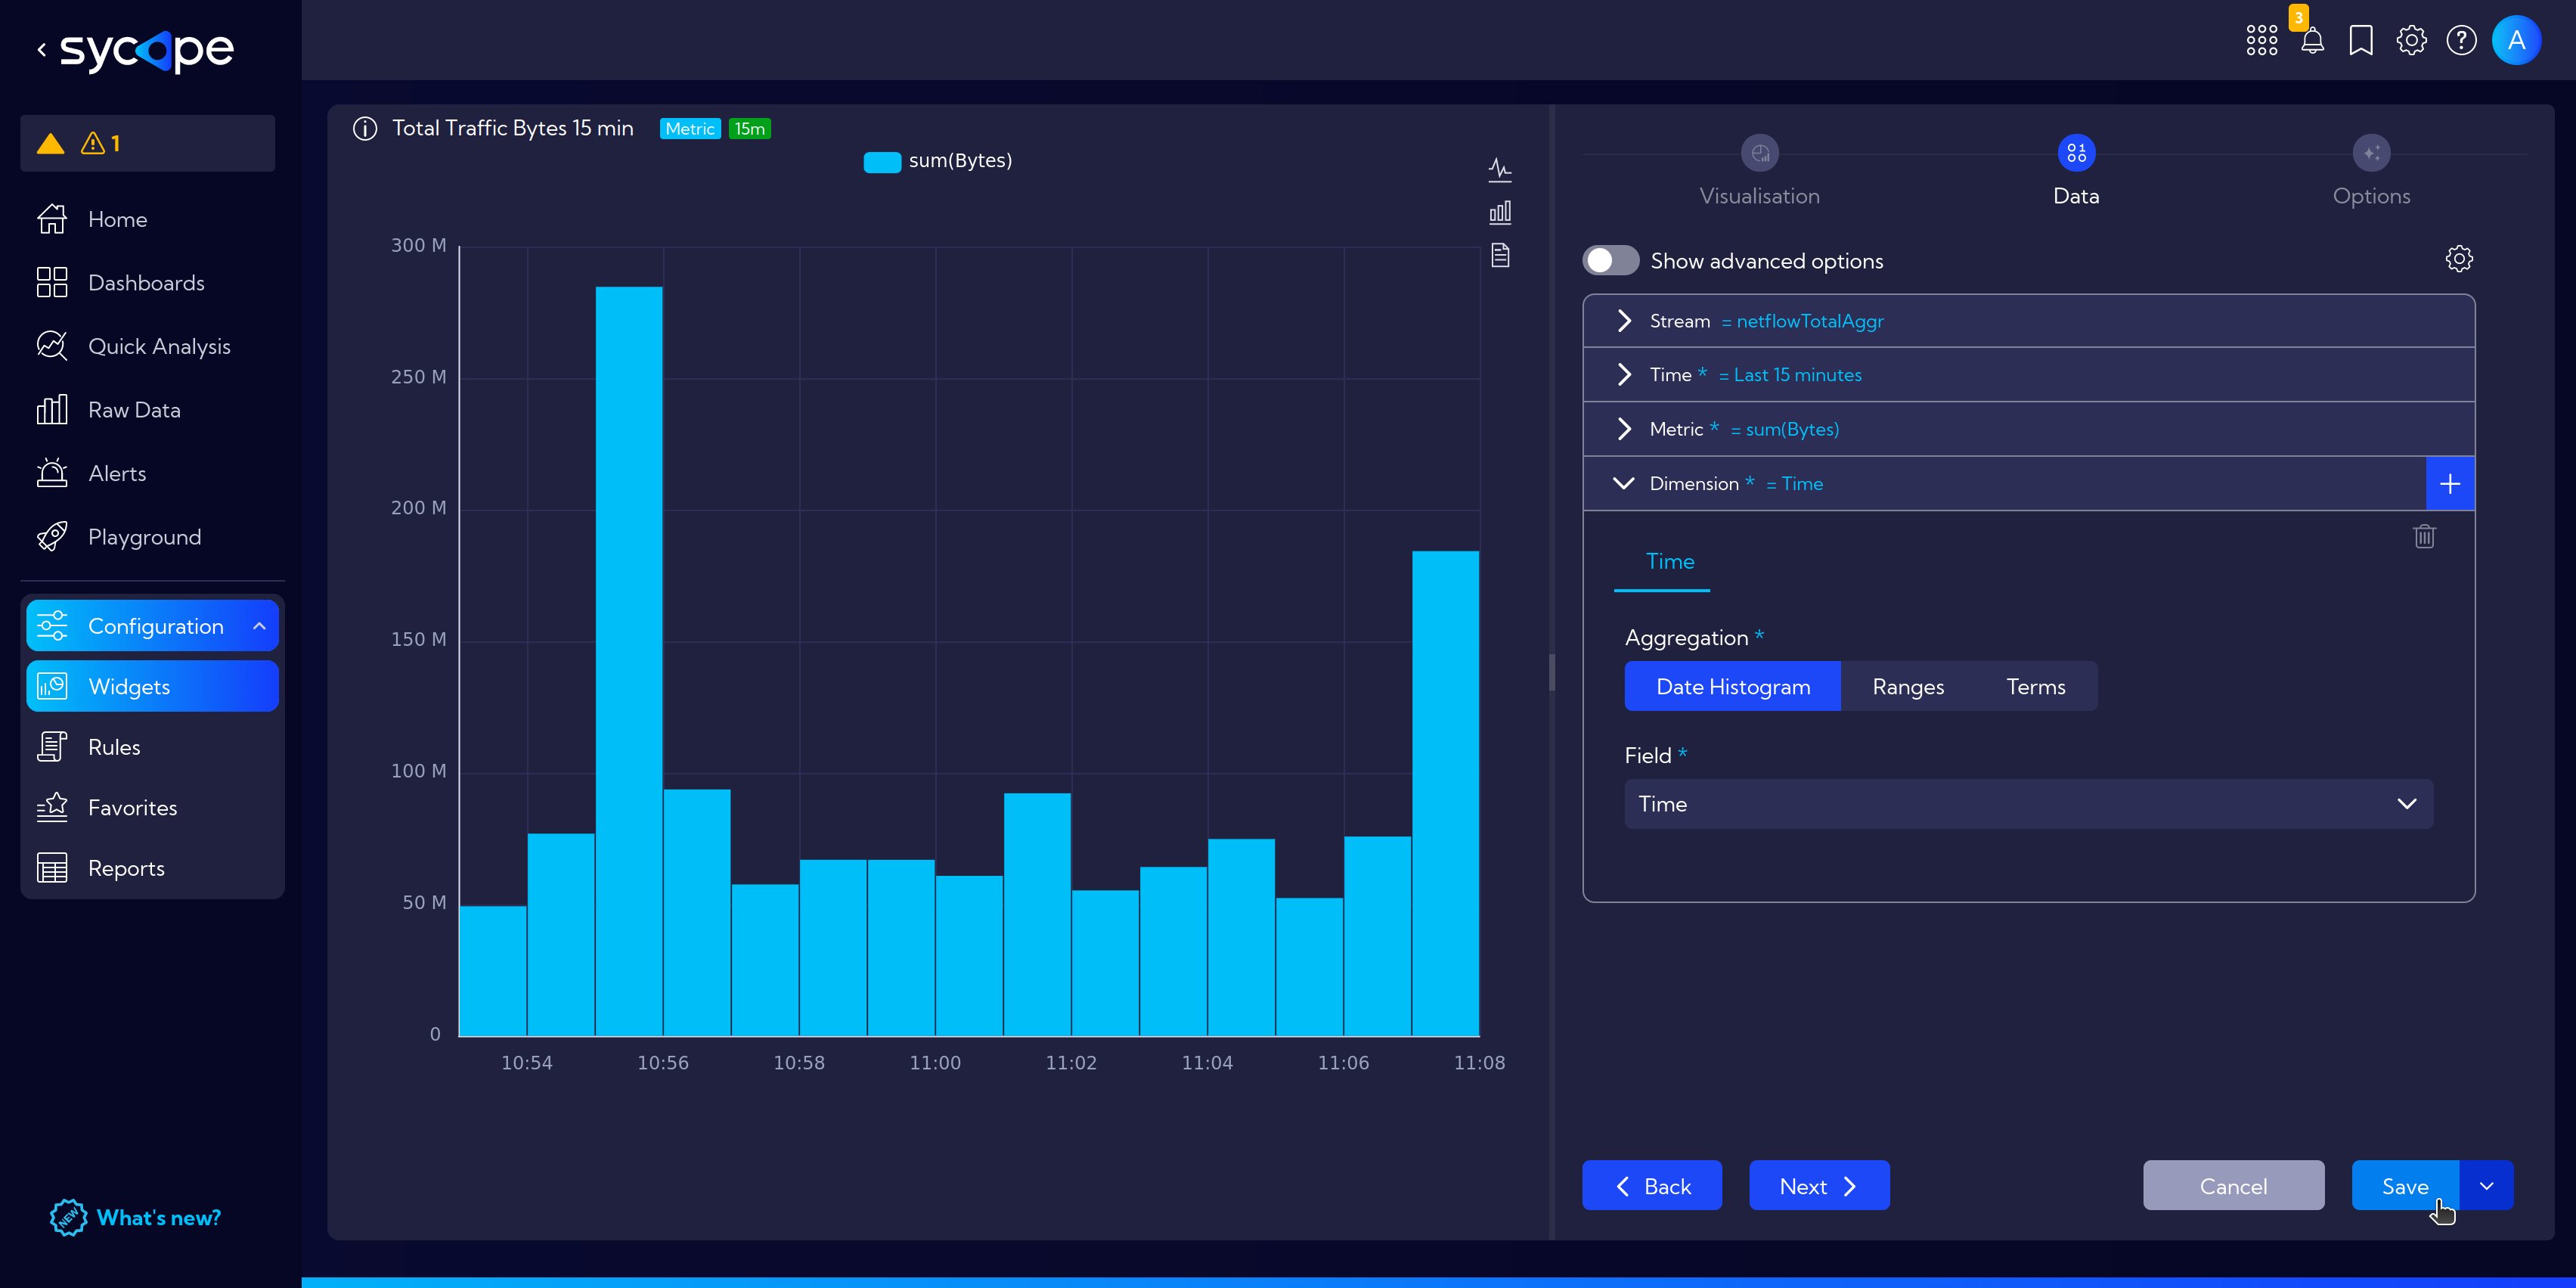 sycope
3
A
1
Home
Dashboards
Quick Analysis
Raw Data
Alerts
Playground
Configuration
Widgets
Rules
Favorites
Reports
NEW What's new?
Total Traffic Bytes 15 min Metric 15m
sum(Bytes)
300 M
250 M
200 M
150 M
100 M
50 M
0
10:54 10:56 10:58 11:00 11:02 11:04 11:06 11:08
Visualisation Data Options
Show advanced options
Stream = netflowTotalAggr
Time * = Last 15 minutes
Metric * = sum(Bytes)
Dimension * = Time
Time
Aggregation *
Date Histogram Ranges Terms
Field *
Time
Back Next Cancel Save